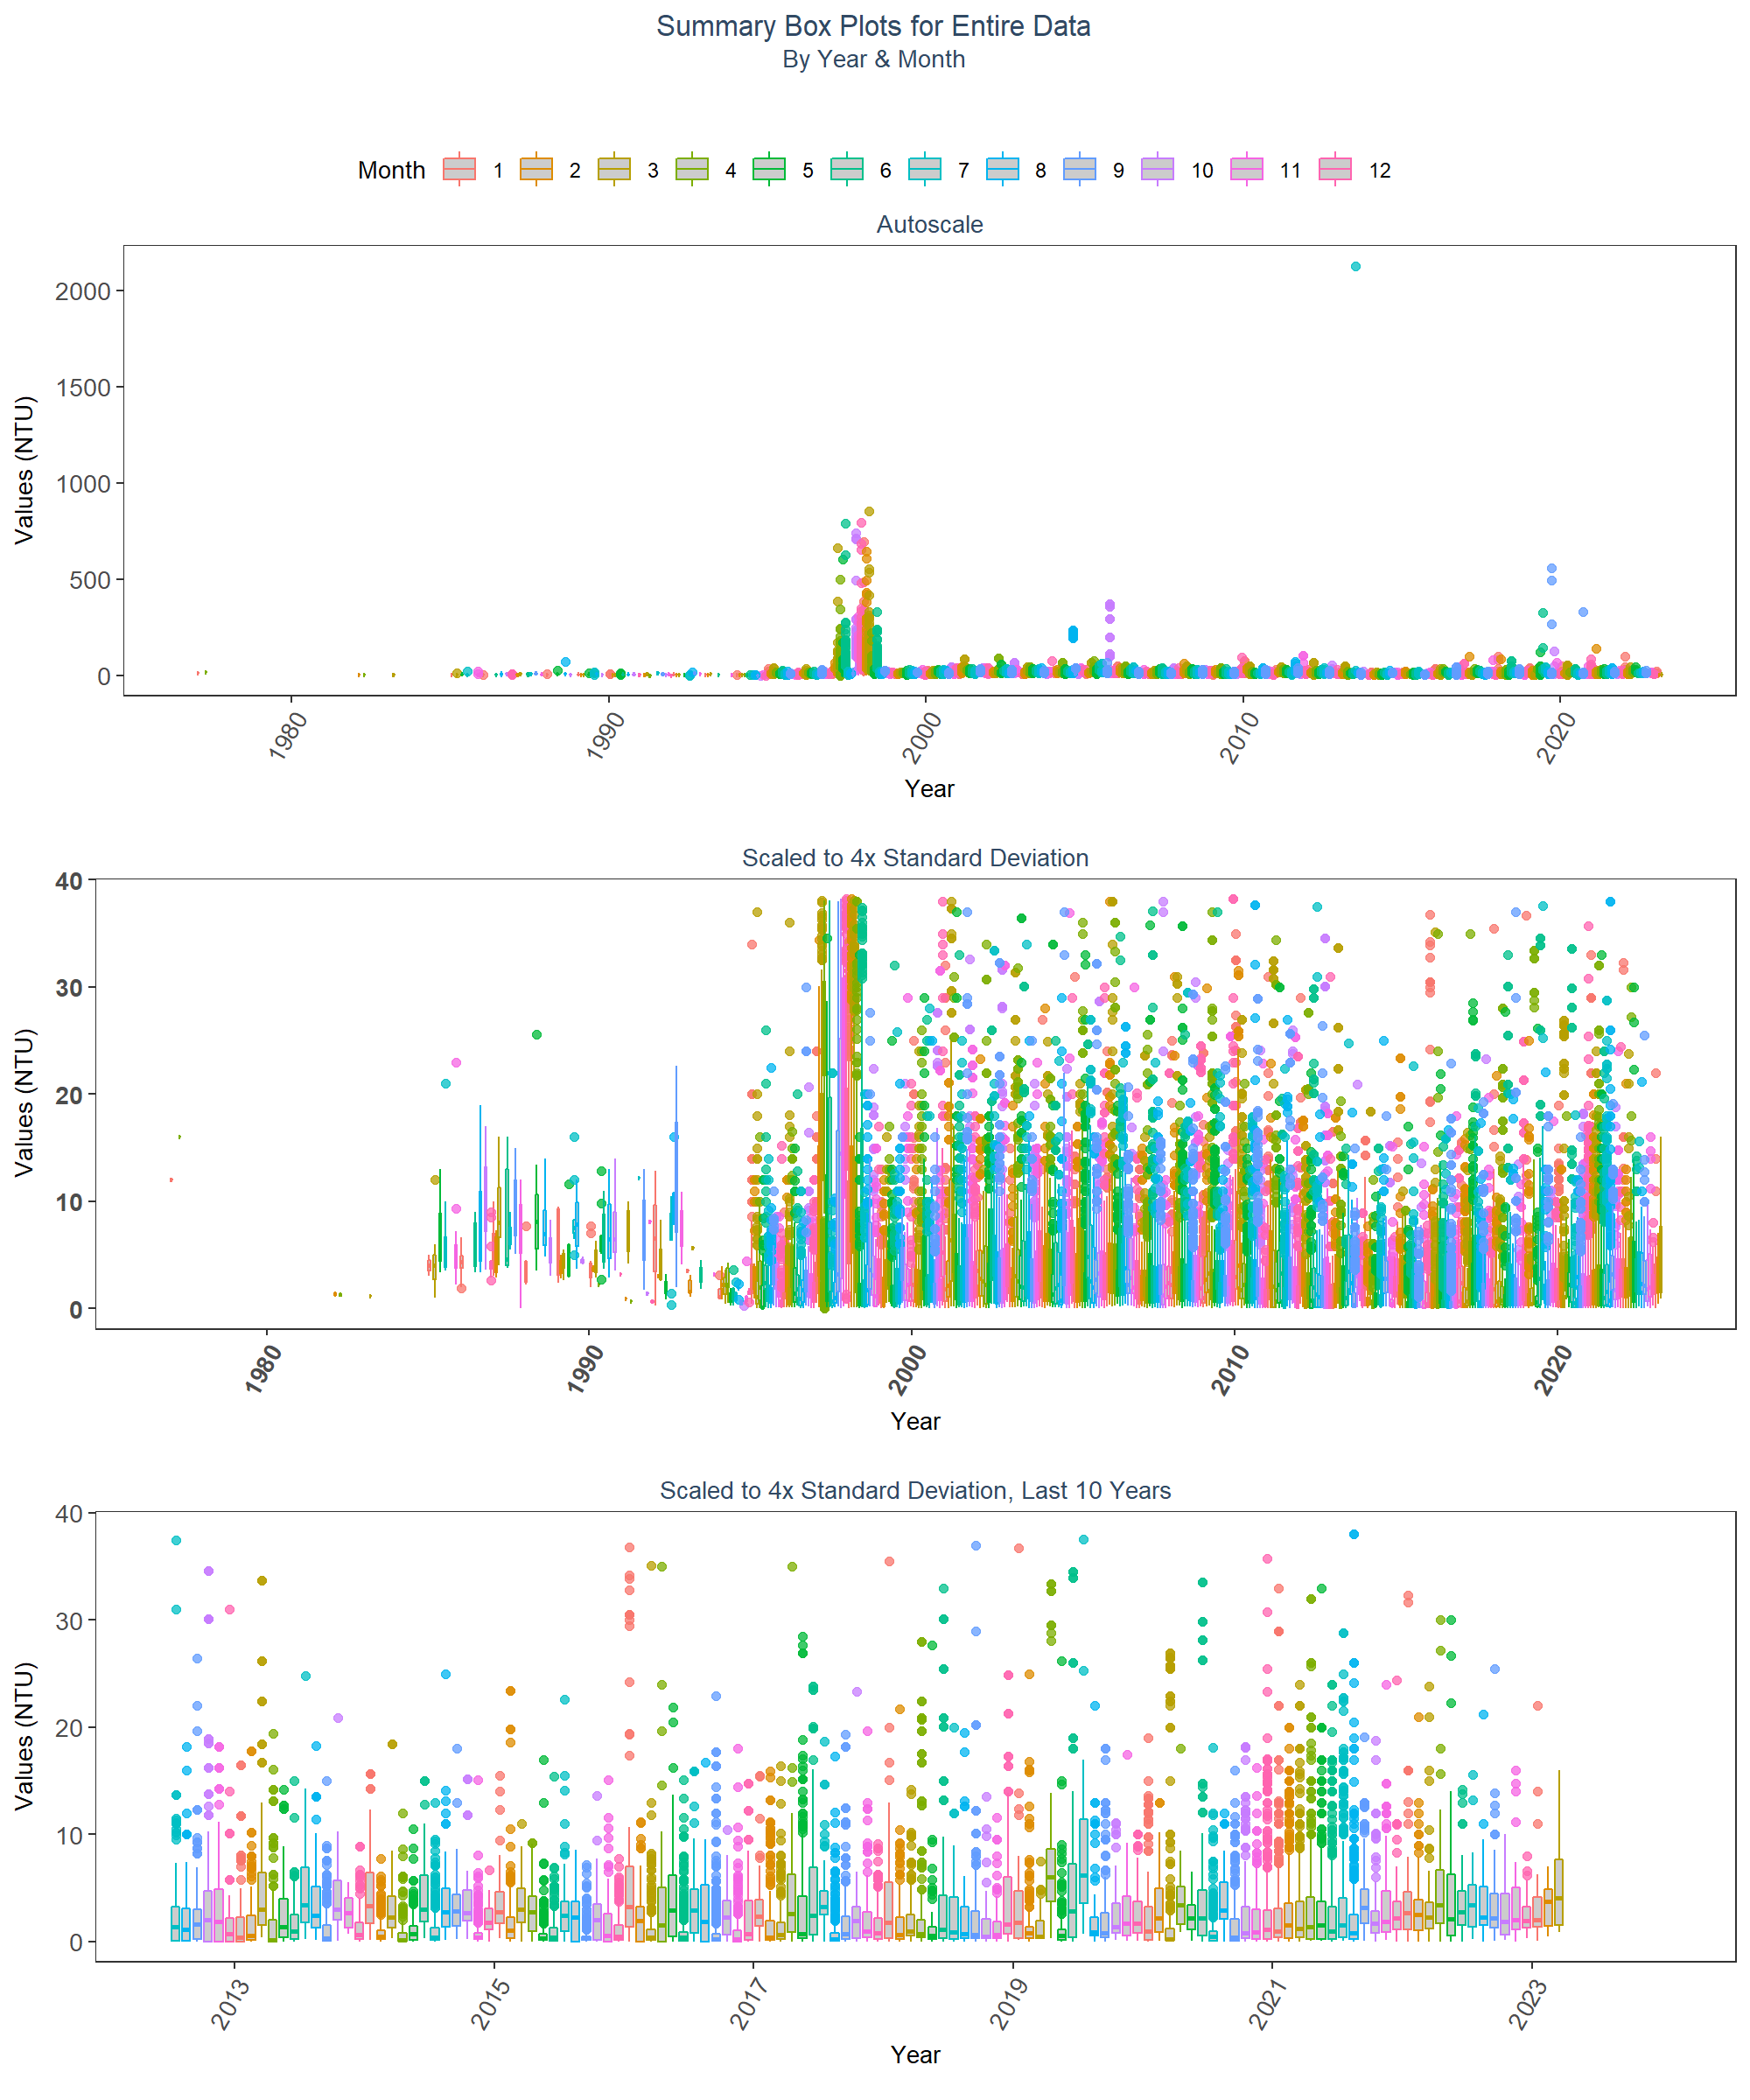 Summary Box Plots for Entire Data
By Year & Month
Month 1 2 3 4 5 6 7 8 9 10 11 12
Autoscale
Values (NTU)
2000
1500
1000
500
0
1980 1990 2000 2010 2020
Year
Scaled to 4x Standard Deviation
Values (NTU)
40
30
20
10
0
1980 1990 2000 2010 2020
Year
Scaled to 4x Standard Deviation, Last 10 Years
Values (NTU)
40
30
20
10
0
2013 2015 2017 2019 2021 2023
Year